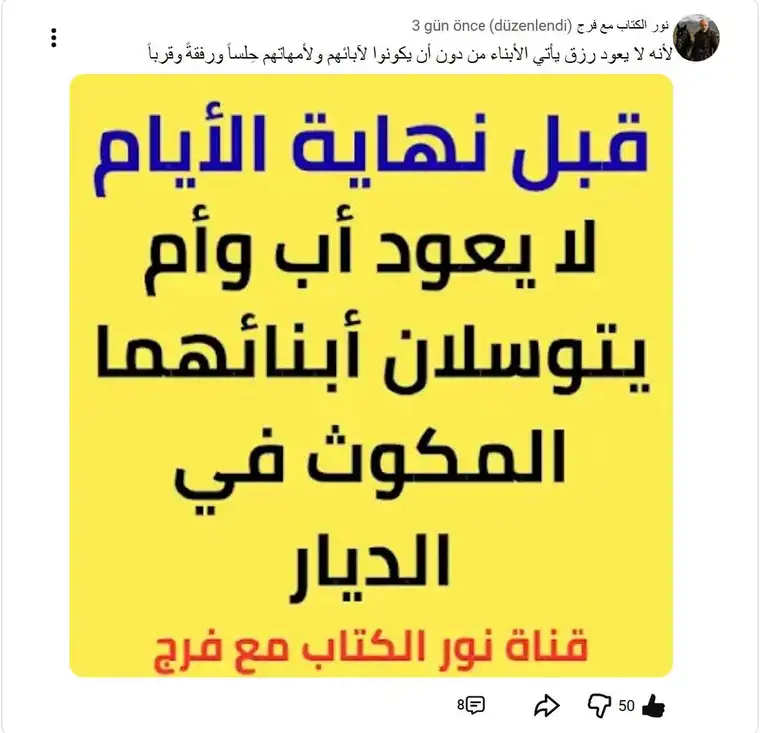 نور الكتاب مع فرج 3 gün önce (düzenlendi)
لأنه لا يعود رزق يأتي الأبناء من دون أن يكونوا لآبائهم ولأمهاتهم حِلساً ورفقةً وقرباً
قبل نهاية الأيام
لا يعود أب وأم
يتوسلان أبنائهما
المكوث في
الديار
قناة نور الكتاب مع فرج
50 8